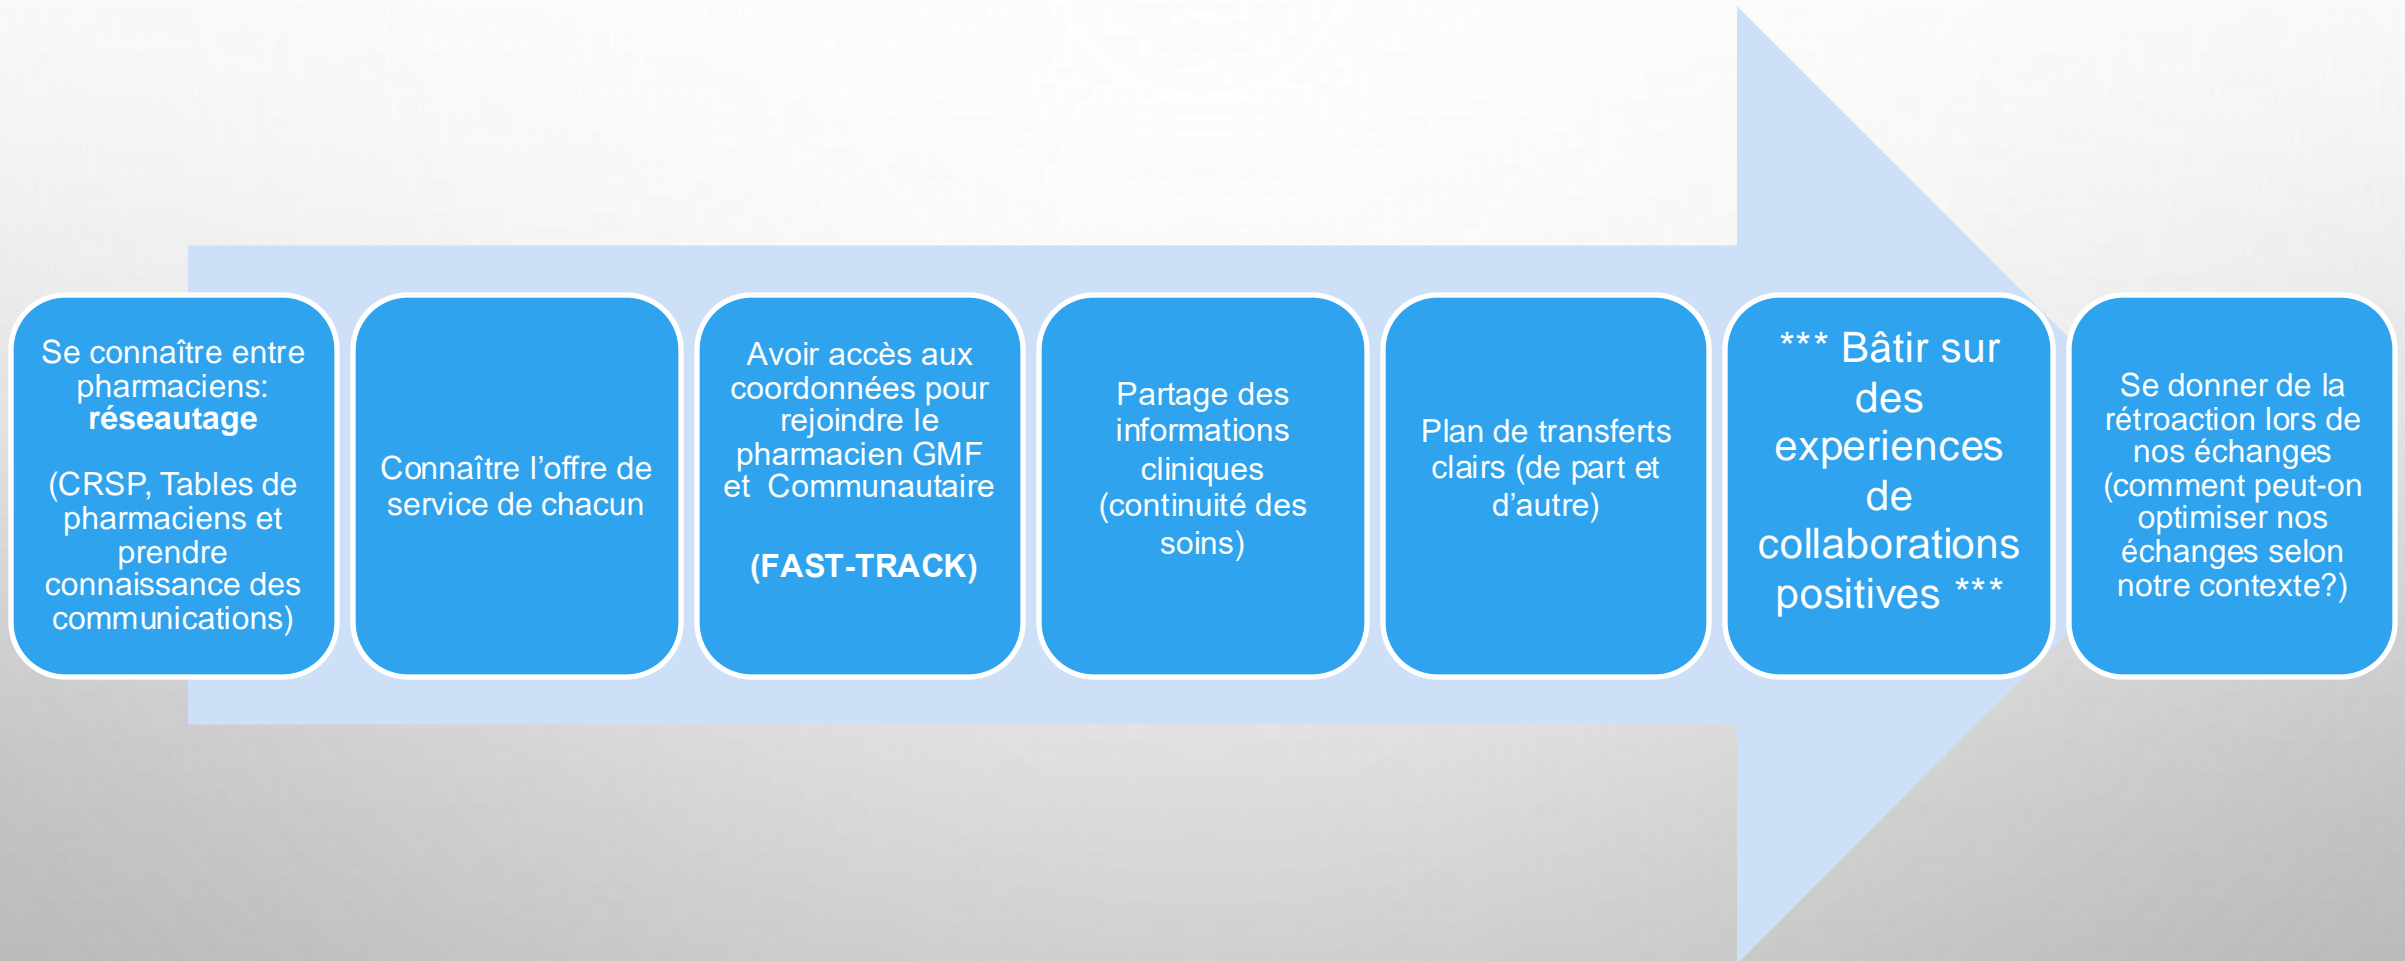 Se connaître entre
pharmaciens:
réseautage
(CRSP, Tables de
pharmaciens et
prendre
connaissance des
communications)
Connaître l’offre de
service de chacun
Avoir accès aux
coordonnées pour
rejoindre le
pharmacien GMF
et Communautaire
(FAST-TRACK)
Partage des
informations
cliniques
(continuité des
soins)
Plan de transferts
clairs (de part et
d’autre)
*** Bâtir sur
des
experiences
de
collaborations
positives ***
Se donner de la
rétroaction lors de
nos échanges
(comment peut-on
optimiser nos
échanges selon
notre contexte?)